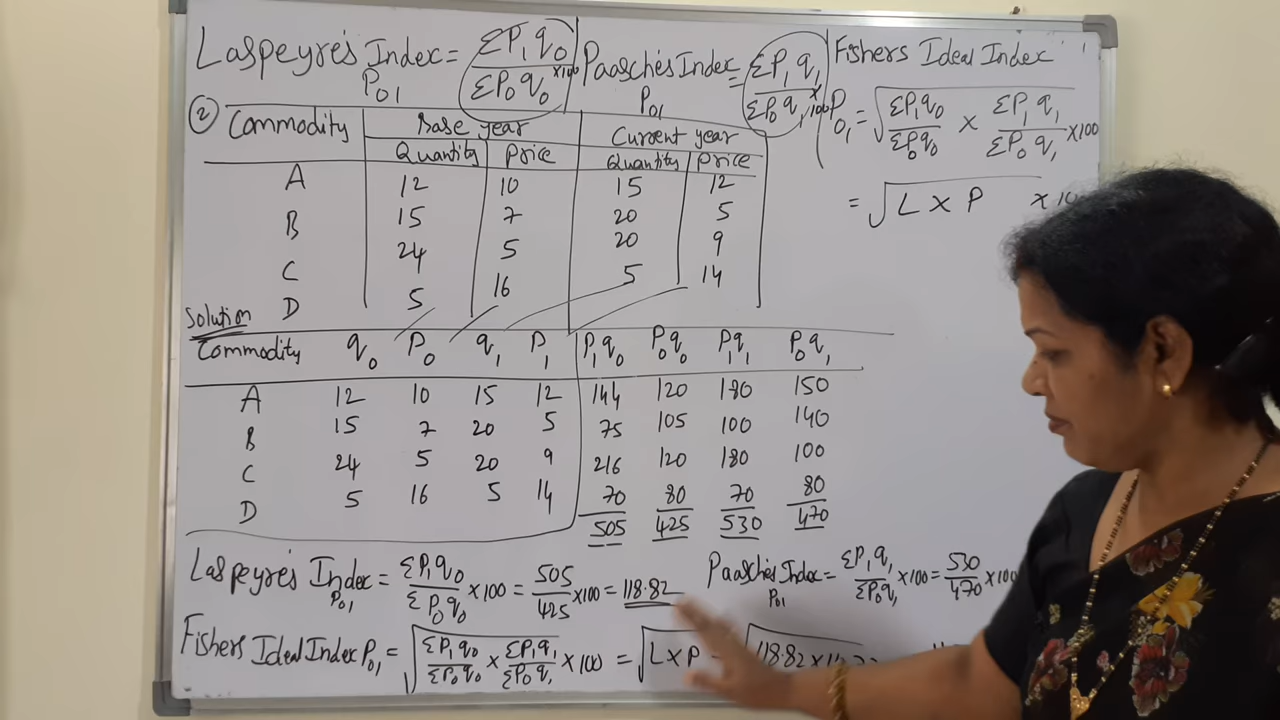 Laspeyre's Index P01 = ΣP1q0 / ΣP0q0 ×100
Paasche's Index P01 = ΣP1q1 / ΣP0q1 ×100
Fishers Ideal Index
P01 = √ ΣP1q0 / ΣP0q0 × ΣP1q1 / ΣP0q1 ×100
= √ L × P ×
② Commodity Base year Current year
Quantity Price Quantity Price
A 12 10 15 12
B 15 7 20 5
C 24 5 20 9
D 5 16 5 14
Solution
Commodity q0 P0 q1 P1 P1q0 P0q0 P1q1 P0q1
A 12 10 15 12 144 120 180 150
B 15 7 20 5 75 105 100 140
C 24 5 20 9 216 120 180 100
D 5 16 5 14 70 80 70 80
505 425 530 470
Laspeyre's Index P01 = ΣP1q0 / ΣP0q0 ×100 = 505 / 425 ×100 = 118.82
Paasche's Index P01 = ΣP1q1 / ΣP0q1 ×100 = 530 / 470 ×100
Fishers Ideal Index P01 = √ ΣP1q0 / ΣP0q0 × ΣP1q1 / ΣP0q1 ×100 = √ L×P = √ 118.82 ×